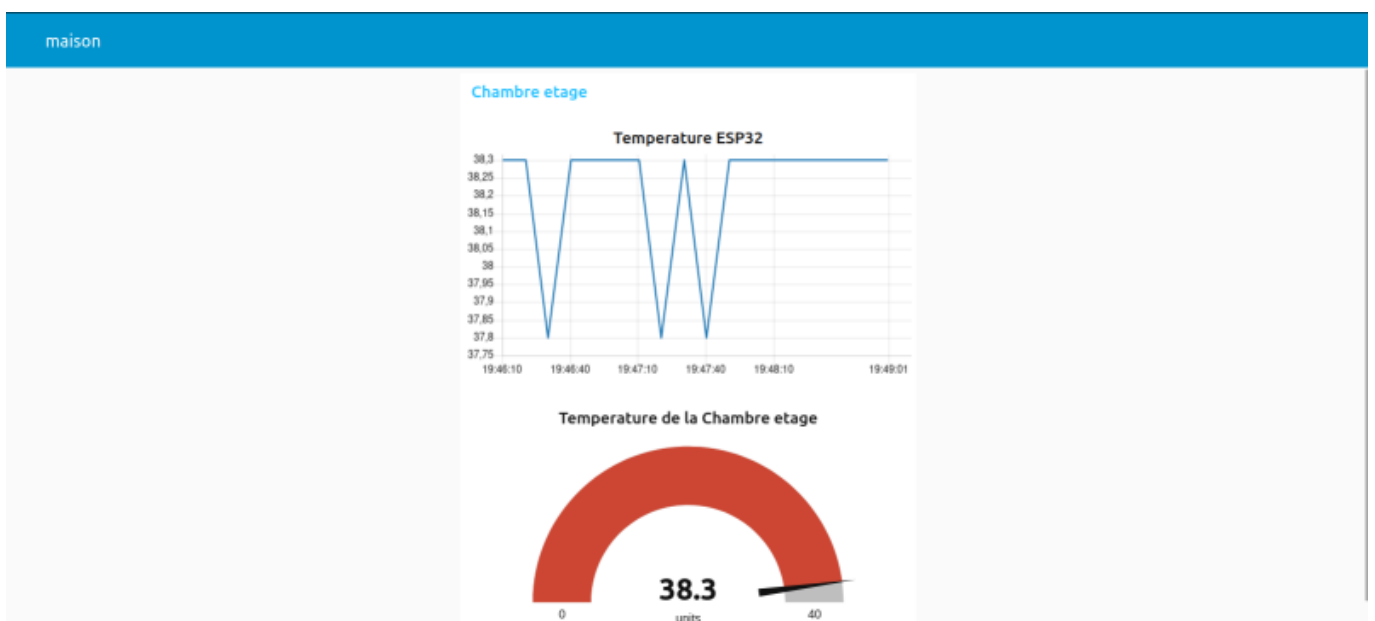 maison
Chambre etage
Temperature ESP32
38,3
38,25
38,2
38,15
38,1
38,05
38
37,95
37,9
37,85
37,8
37,75
19:46:10 19:46:40 19:47:10 19:47:40 19:48:10 19:49:01
Temperature de la Chambre etage
38.3
units
0 40